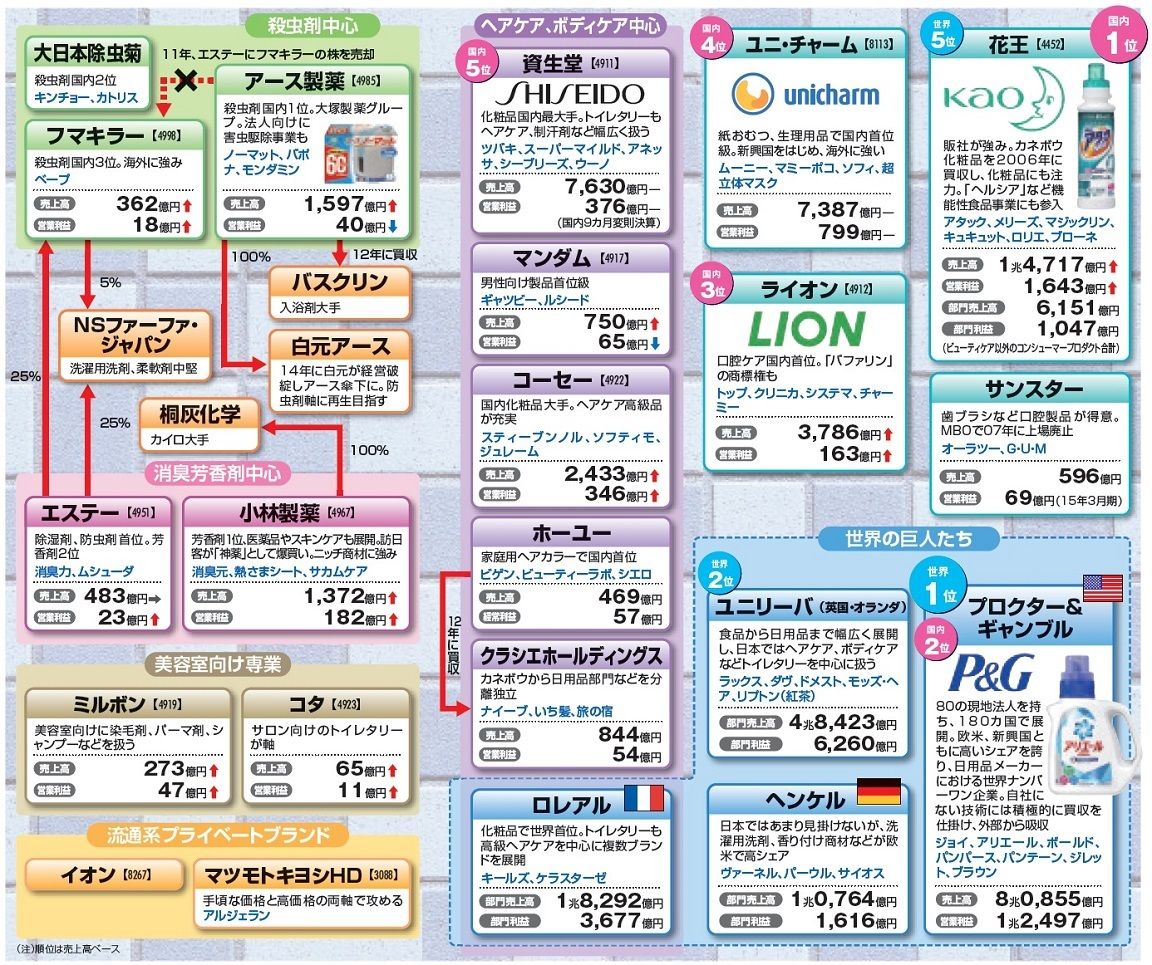 殺虫剤中心
大日本除虫菊
殺虫剤国内2位
キンチョー、カトリス
11年、エステーにフマキラーの株を売却
アース製薬【4985】
殺虫剤国内1位。大塚製薬グルー
プ。法人向けに
害虫駆除事業も
ノーマット、バポ
ナ、モンダミン
売上高 1,597億円
営業利益 40億円
フマキラー【4998】
殺虫剤国内3位。海外に強み
ベープ
売上高 362億円
営業利益 18億円
5%
100%
12年に買収
バスクリン
入浴剤大手
NSファーファ・
ジャパン
洗濯用洗剤、柔軟剤中堅
白元アース
14年に白元が経営破
綻しアース傘下に。防
虫剤軸に再生目指す
25%
25%
桐灰化学
カイロ大手
100%
消臭芳香剤中心
エステー【4951】
除湿剤、防虫剤首位。芳
香剤2位
消臭力、ムシューダ
売上高 483億円
営業利益 23億円
小林製薬【4967】
芳香剤1位、医薬品やスキンケアも展開。訪日
客が「神薬」として爆買い。ニッチ商材に強み
消臭元、熱さまシート、サカムケア
売上高 1,372億円
営業利益 182億円
美容室向け専業
ミルボン【4919】
美容室向けに染毛剤、パーマ剤、シ
ャンプーなどを扱う
売上高 273億円
営業利益 47億円
コタ【4923】
サロン向けのトイレタリー
が軸
売上高 65億円
営業利益 11億円
流通系プライベートブランド
イオン【8267】
マツモトキヨシHD【3088】
手頃な価格と高価格の両軸で攻める
アルジェラン
(注)順位は売上高ベース
ヘアケア、ボディケア中心
国内
5位
資生堂【4911】
SHISEIDO
化粧品国内最大手。トイレタリーも
ヘアケア、制汗剤など幅広く扱う
ツバキ、スーパーマイルド、アネッ
サ、シーブリーズ、ウーノ
売上高 7,630億円―
営業利益 376億円―
(国内9カ月変則決算)
マンダム【4917】
男性向け製品首位級
ギャツビー、ルシード
売上高 750億円
営業利益 65億円
コーセー【4922】
国内化粧品大手。ヘアケア高級品
が充実
スティーブンノル、ソフティモ、
ジュレーム
売上高 2,433億円
営業利益 346億円
ホーユー
家庭用ヘアカラーで国内首位
ビゲン、ビューティーラボ、シエロ
売上高 469億円
経常利益 57億円
12年に買収
クラシエホールディングス
カネボウから日用品部門などを分
離独立
ナイーブ、いち髪、旅の宿
売上高 844億円
営業利益 54億円
国内
4位
ユニ・チャーム【8113】
unicharm
紙おむつ、生理用品で国内首位
級。新興国をはじめ、海外に強い
ムーニー、マミーポコ、ソフィ、超
立体マスク
売上高 7,387億円―
営業利益 799億円―
国内
3位
ライオン【4912】
LION
口腔ケア国内首位。「バファリン」
の商標権も
トップ、クリニカ、システマ、チャー
ミー
売上高 3,786億円
営業利益 163億円
世界
5位
国内
1位
花王【4452】
Kao
アタック
販社が強み。カネボウ
化粧品を2006年に
買収し、化粧品にも注
力。「ヘルシア」など機
能性食品事業にも参入
アタック、メリーズ、マジックリン、
キュキュット、ロリエ、ブローネ
売上高 1兆4,717億円
営業利益 1,643億円
部門売上高 6,151億円
部門利益 1,047億円
(ビューティケア以外のコンシューマープロダクト合計)
サンスター
歯ブラシなど口腔製品が得意。
MBOで07年に上場廃止
オーラツー、G・U・M
売上高 596億円
営業利益 69億円(15年3月期)
世界の巨人たち
世界
2位
ユニリーバ(英国・オランダ)
食品から日用品まで幅広く展開
し、日本ではヘアケア、ボディケア
などトイレタリーを中心に扱う
ラックス、ダヴ、ドメスト、モッズ・ヘ
ア、リプトン(紅茶)
部門売上高 4兆8,423億円
部門利益 6,260億円
世界
1位
国内
2位
プロクター&
ギャンブル
P&G
アリエール
80の現地法人を持
ち、180カ国で展
開。欧米、新興国と
もに高いシェアを誇
り、日用品メーカー
における世界ナンバ
ーワン企業。自社に
ない技術には積極的に買収を
仕掛け、外部から吸収
ジョイ、アリエール、ボールド、
パンパース、パンテーン、ジレッ
ト、ブラウン
売上高 8兆0,855億円
営業利益 1兆2,497億円
ロレアル
化粧品で世界首位。トイレタリーも
高級ヘアケアを中心に複数ブラン
ドを展開
キールズ、ケラスターゼ
部門売上高 1兆8,292億円
部門利益 3,677億円
ヘンケル
日本ではあまり見掛けないが、洗
濯用洗剤、香り付け商材などが欧
米で高シェア
ヴァーネル、パーウル、サイオス
部門売上高 1兆0,764億円
部門利益 1,616億円